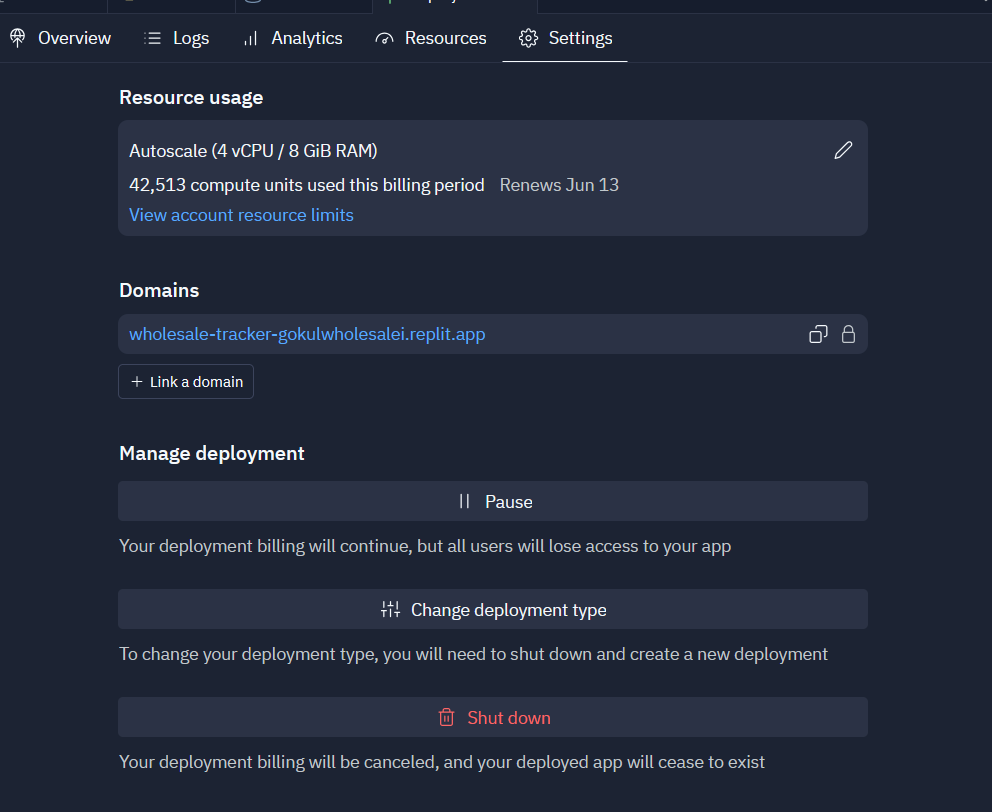 Overview Logs Analytics Resources Settings
Resource usage
Autoscale (4 vCPU / 8 GiB RAM)
42,513 compute units used this billing period Renews Jun 13
View account resource limits
Domains
wholesale-tracker-gokulwholesalei.replit.app
+ Link a domain
Manage deployment
Pause
Your deployment billing will continue, but all users will lose access to your app
Change deployment type
To change your deployment type, you will need to shut down and create a new deployment
Shut down
Your deployment billing will be canceled, and your deployed app will cease to exist